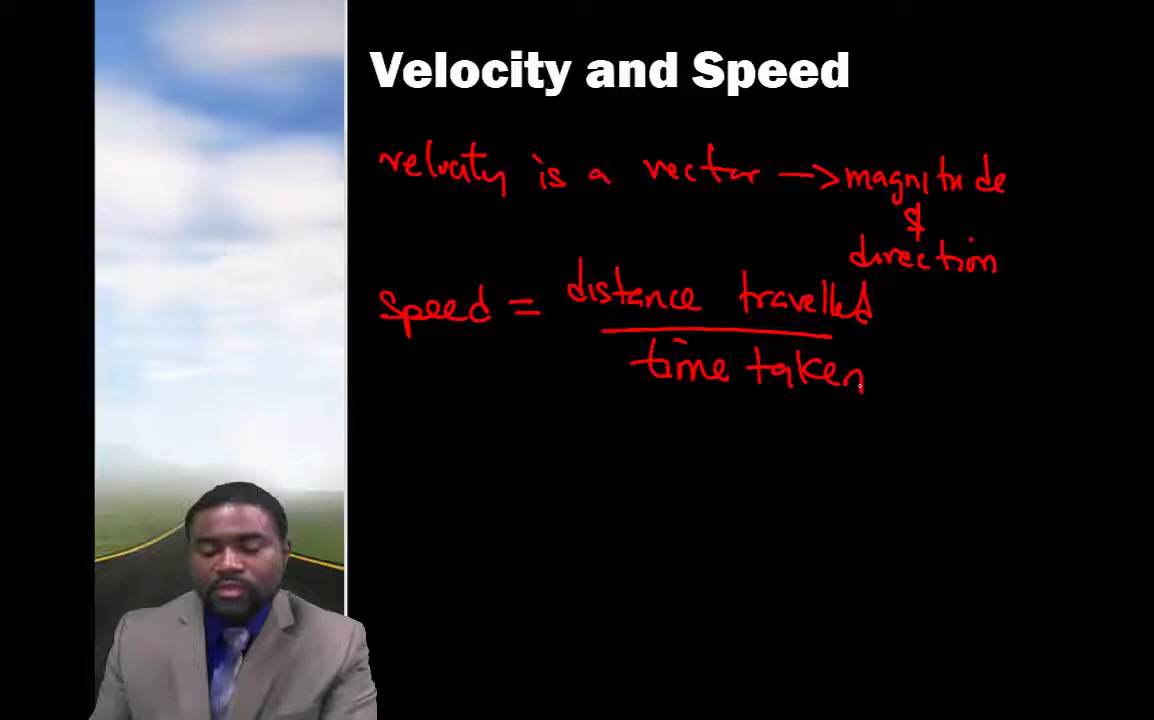 Velocity and Speed
velocity is a vector → magnitude
&
direction
speed = distance travelled
time taken